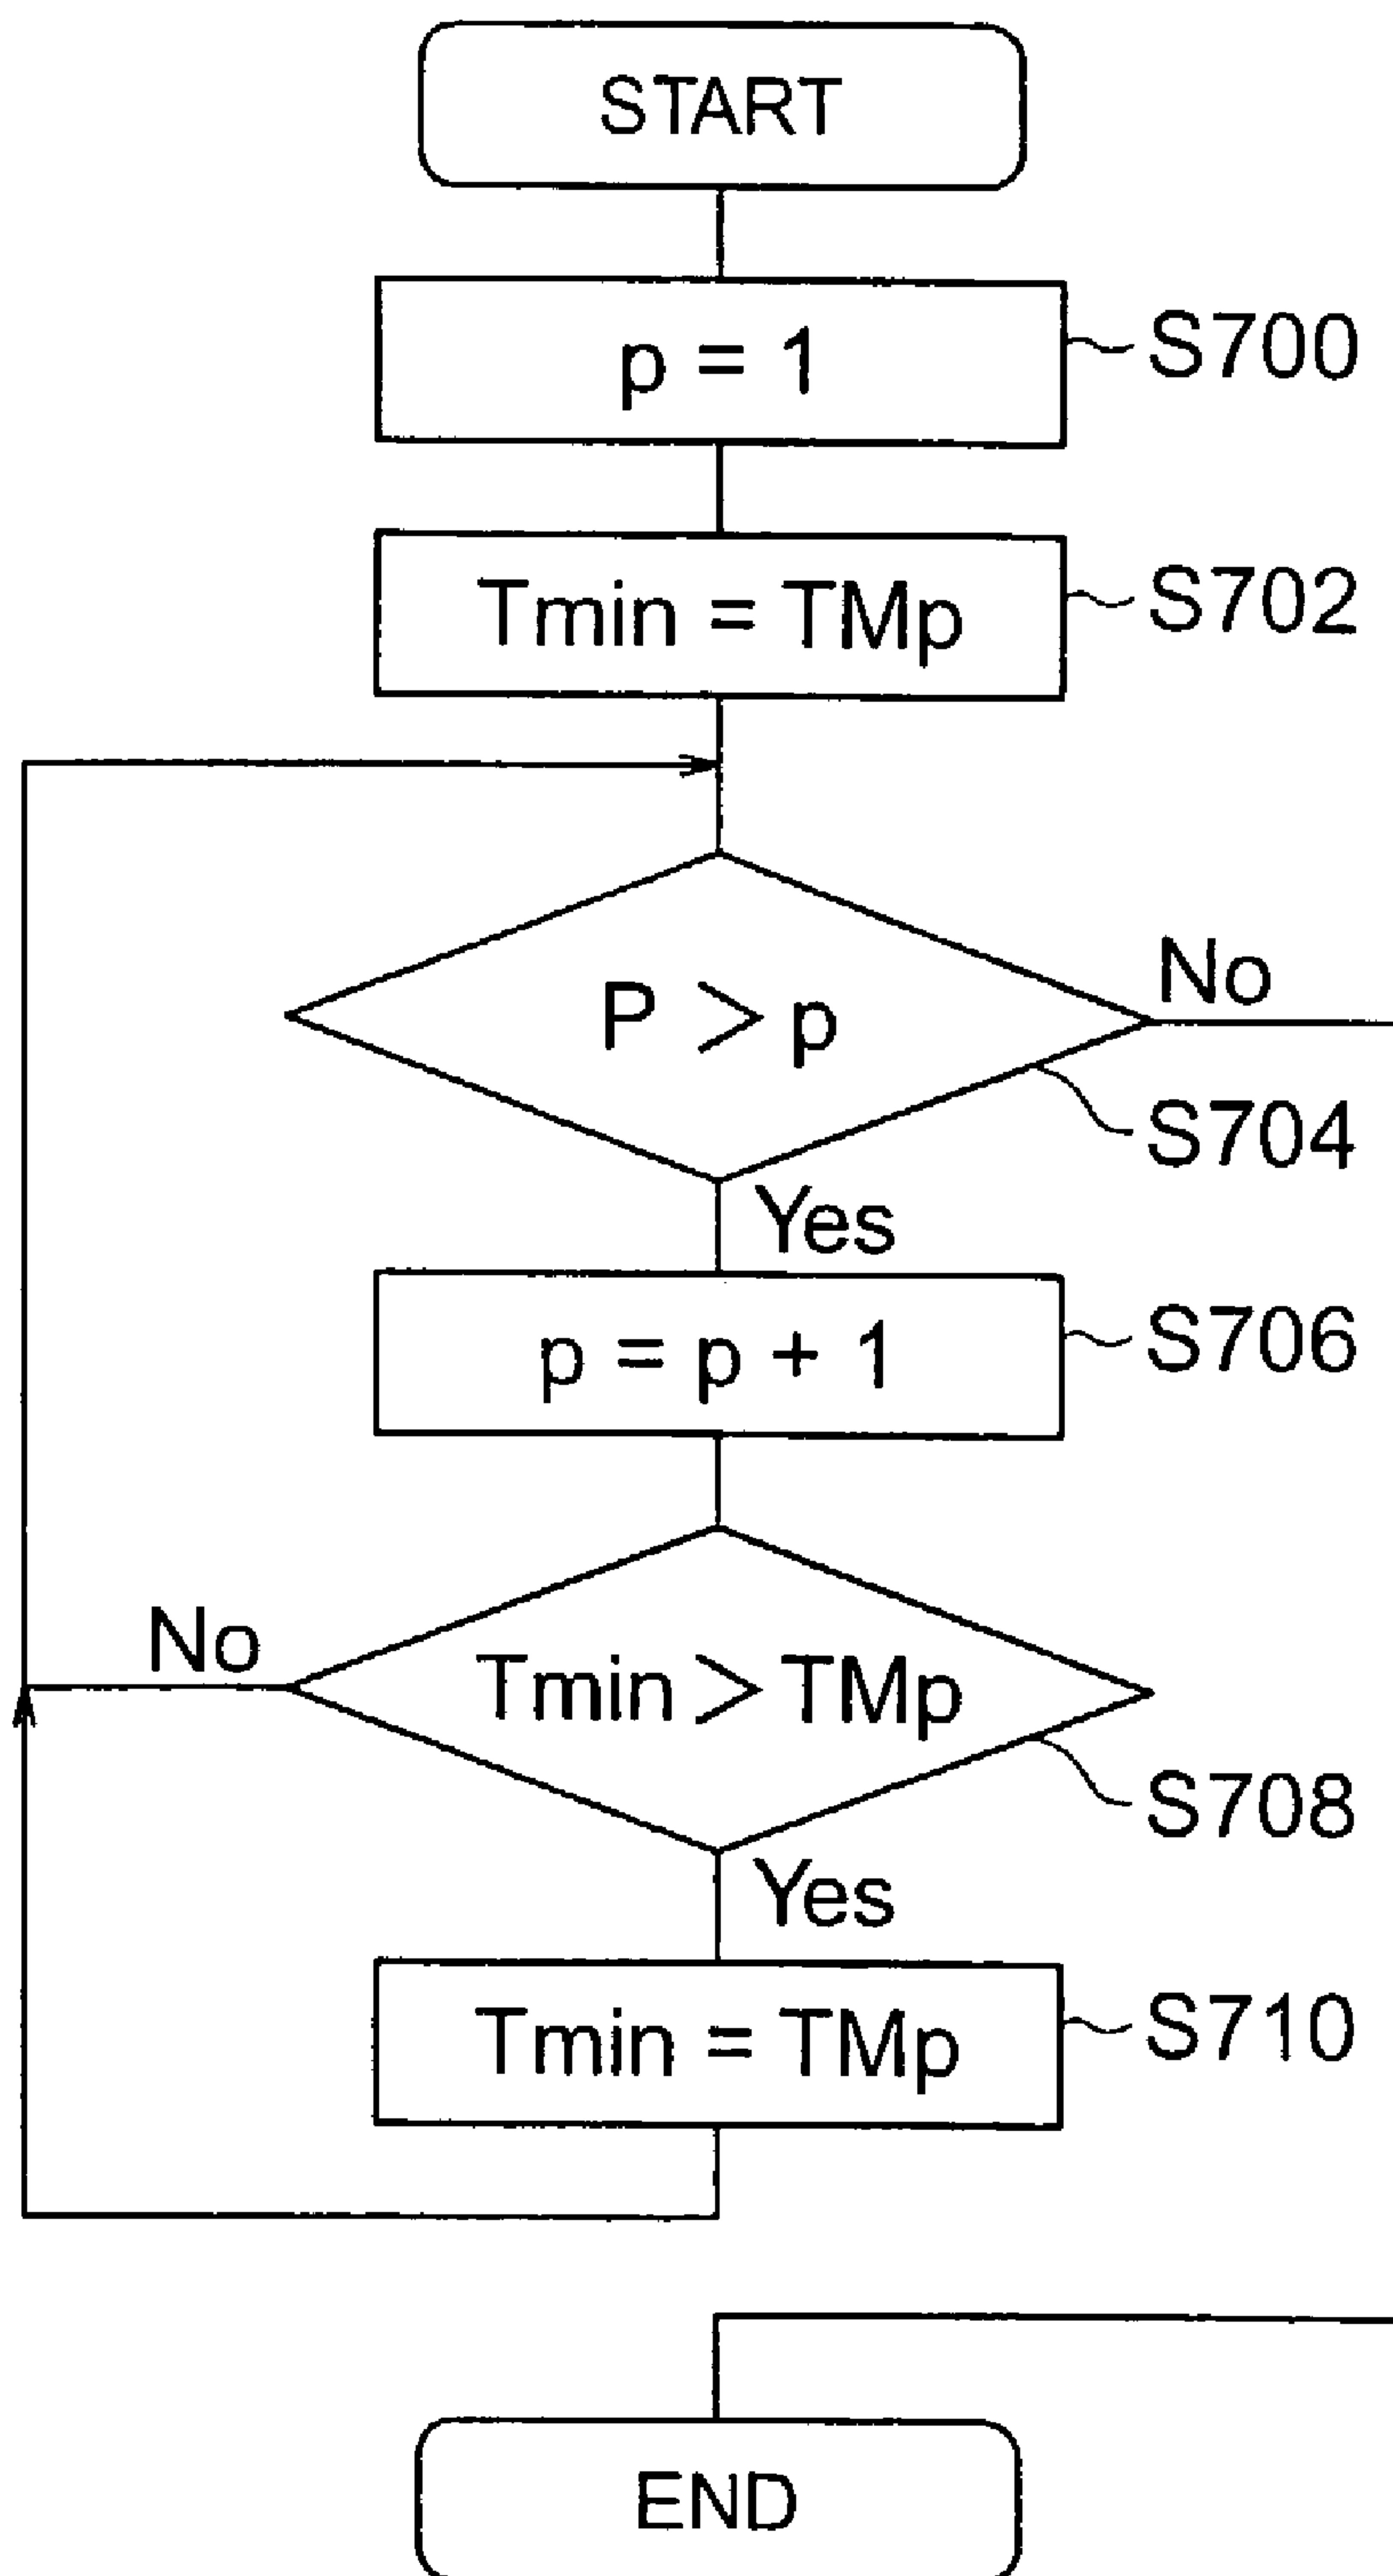 START
p = 1
S700
Tmin = TMp
S702
P > p
No
S704
Yes
p = p + 1
S706
No
Tmin > TMp
S708
Yes
Tmin = TMp
S710
END